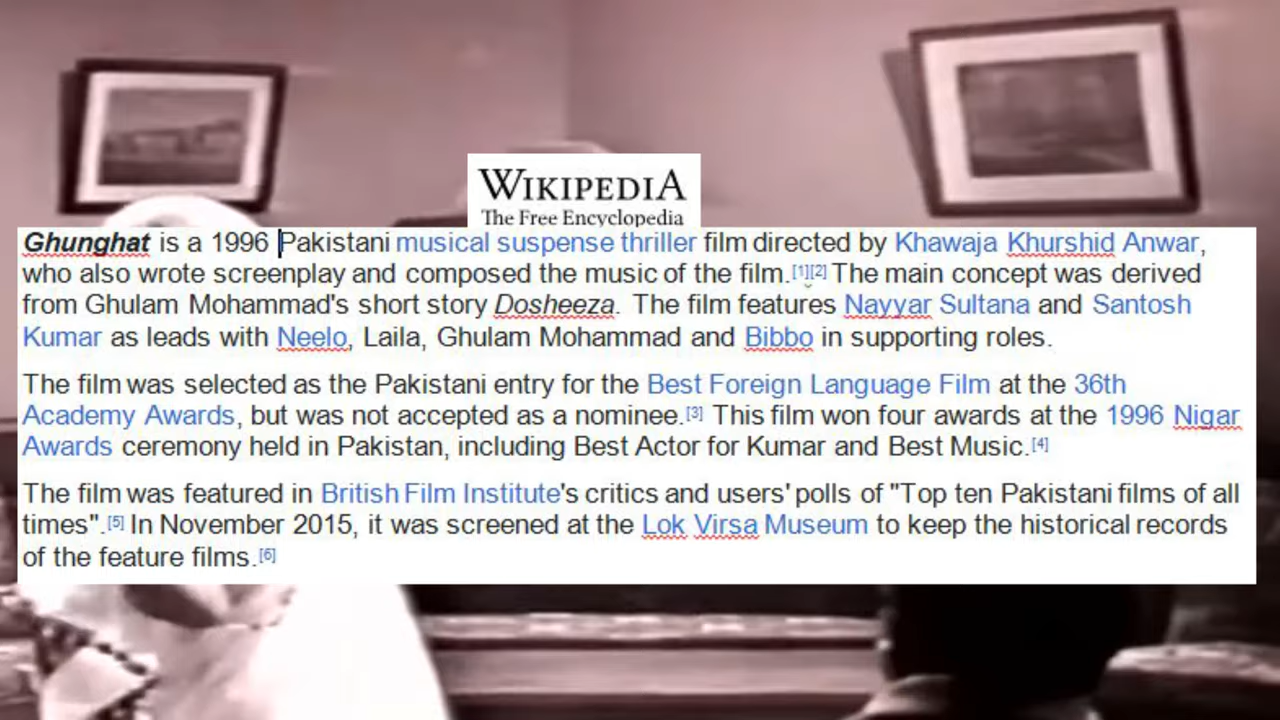 WIKIPEDIA
The Free Encyclopedia
Ghunghat is a 1996 Pakistani musical suspense thriller film directed by Khawaja Khurshid Anwar,
who also wrote screenplay and composed the music of the film.[1][2] The main concept was derived
from Ghulam Mohammad's short story Dosheeza. The film features Nayyar Sultana and Santosh
Kumar as leads with Neelo, Laila, Ghulam Mohammad and Bibbo in supporting roles.
The film was selected as the Pakistani entry for the Best Foreign Language Film at the 36th
Academy Awards, but was not accepted as a nominee.[3] This film won four awards at the 1996 Nigar
Awards ceremony held in Pakistan, including Best Actor for Kumar and Best Music.[4]
The film was featured in British Film Institute's critics and users' polls of "Top ten Pakistani films of all
times".[5] In November 2015, it was screened at the Lok Virsa Museum to keep the historical records
of the feature films.[6]